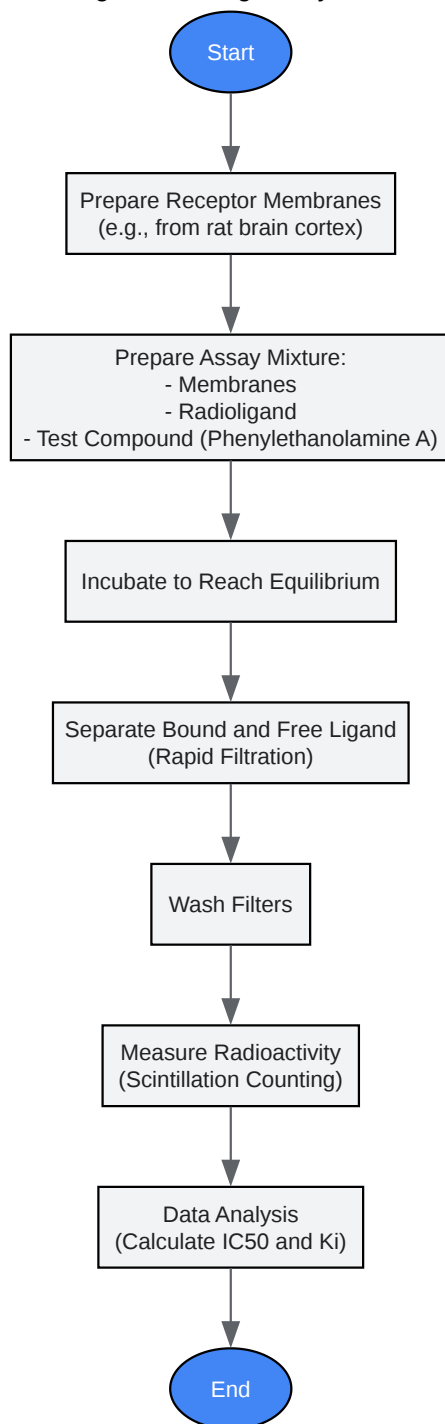 Start
Prepare Receptor Membranes
(e.g., from rat brain cortex)
Prepare Assay Mixture:
- Membranes
- Radioligand
- Test Compound (Phenylethanolamine A)
Incubate to Reach Equilibrium
Separate Bound and Free Ligand
(Rapid Filtration)
Wash Filters
Measure Radioactivity
(Scintillation Counting)
Data Analysis
(Calculate IC50 and Ki)
End